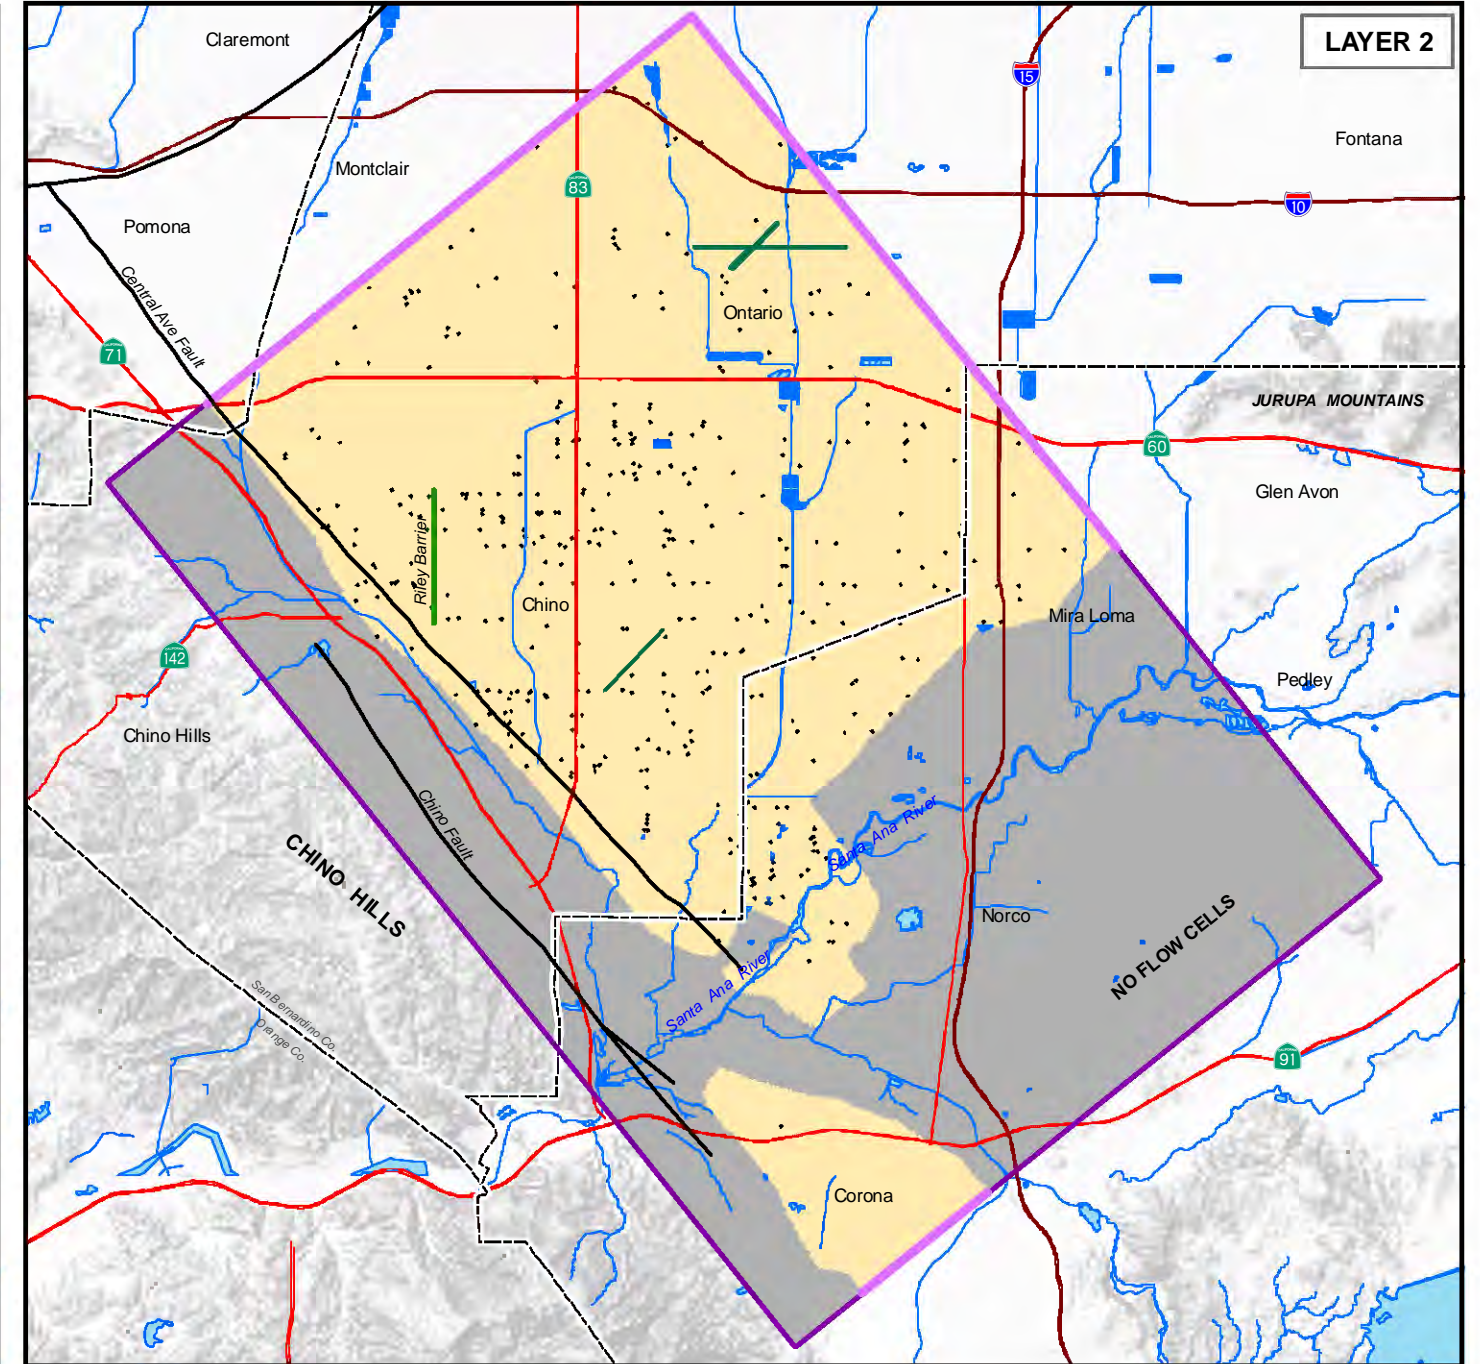 LAYER 2
Claremont
15
Fontana
Montclair
83
10
Pomona
Central Ave Fault
Ontario
71
JURUPA MOUNTAINS
60
Glen Avon
Riley Barrier
Chino
Mira Loma
142
Pedley
Chino Hills
Chino Fault
Santa Ana River
CHINO HILLS
Norco
NO FLOW CELLS
Santa Ana River
San Bernardino Co.
Orange Co.
91
Corona